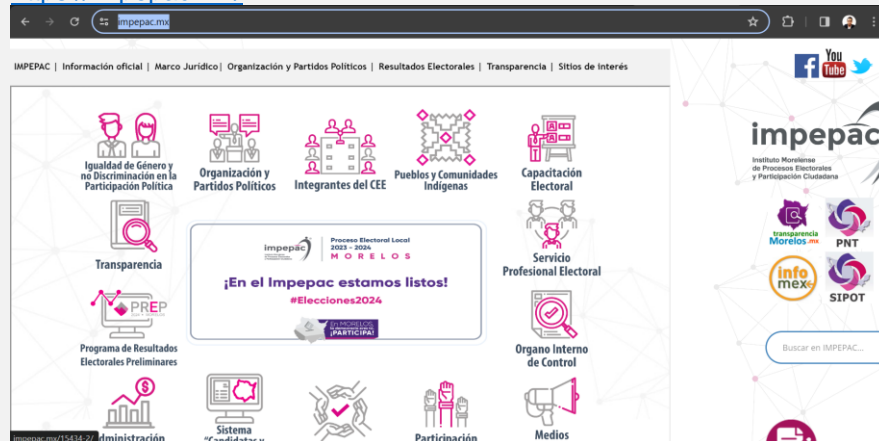 impepac.mx
IMPEPAC | Información oficial | Marco Jurídico | Organización y Partidos Políticos | Resultados Electorales | Transparencia | Sitios de interés
You
Tube
Igualdad de Género y
no Discriminación en la
Participación Política
Organización y
Partidos Políticos
Integrantes del CEE
Pueblos y Comunidades
Indígenas
Capacitación
Electoral
impepac
Instituto Morelense
de Procesos Electorales
y Participación Ciudadana
Transparencia
impepac
Proceso Electoral Local
2023 - 2024
MORELOS
¡En el Impepac estamos listos!
#Elecciones2024
EN MORELOS,
¡PARTICIPA!
Servicio
Profesional Electoral
transparencia
Morelos.mx
PNT
info
mex
SIPOT
PREP
Programa de Resultados
Electorales Preliminares
Organo Interno
de Control
Buscar en IMPEPAC...
impepac.mx/15434-2/
dministración
Sistema
"Candidatas y
Participación
Medios